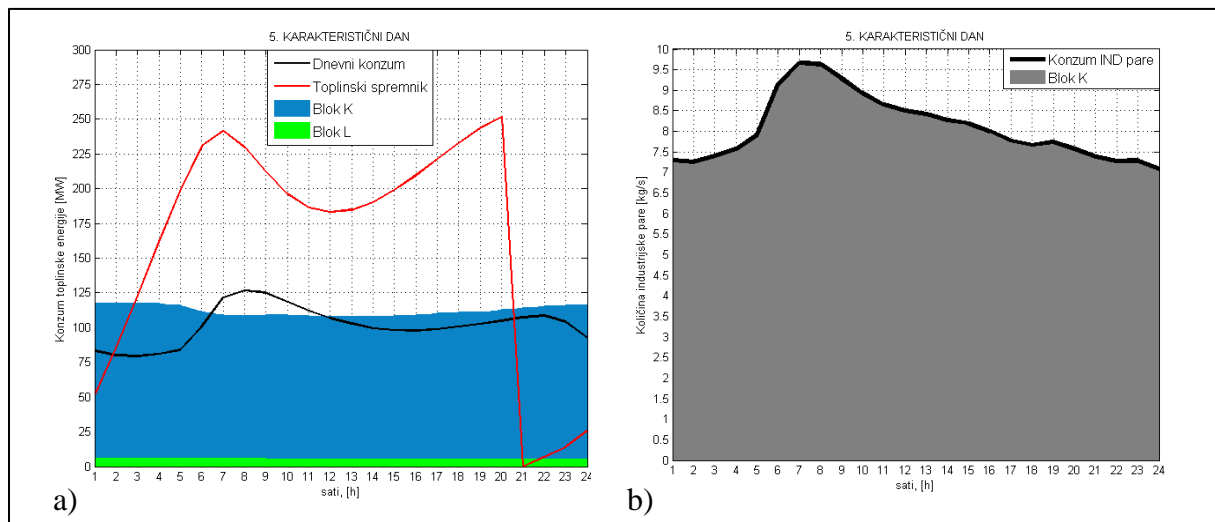 5. KARAKTERISTIČNI DAN
Konzum toplinske energije [MW]
300
275
250
225
200
175
150
125
100
75
50
25
0
Dnevni konzum
Toplinski spremnik
Blok K
Blok L
1 2 3 4 5 6 7 8 9 10 11 12 13 14 15 16 17 18 19 20 21 22 23 24
sati, [h]
a)
5. KARAKTERISTIČNI DAN
Količina industrijske pare [kg/s]
10
9.5
9
8.5
8
7.5
7
6.5
6
5.5
5
4.5
4
3.5
3
2.5
2
1.5
1
0.5
0
Konzum IND pare
Blok K
1 2 3 4 5 6 7 8 9 10 11 12 13 14 15 16 17 18 19 20 21 22 23 24
sati, [h]
b)